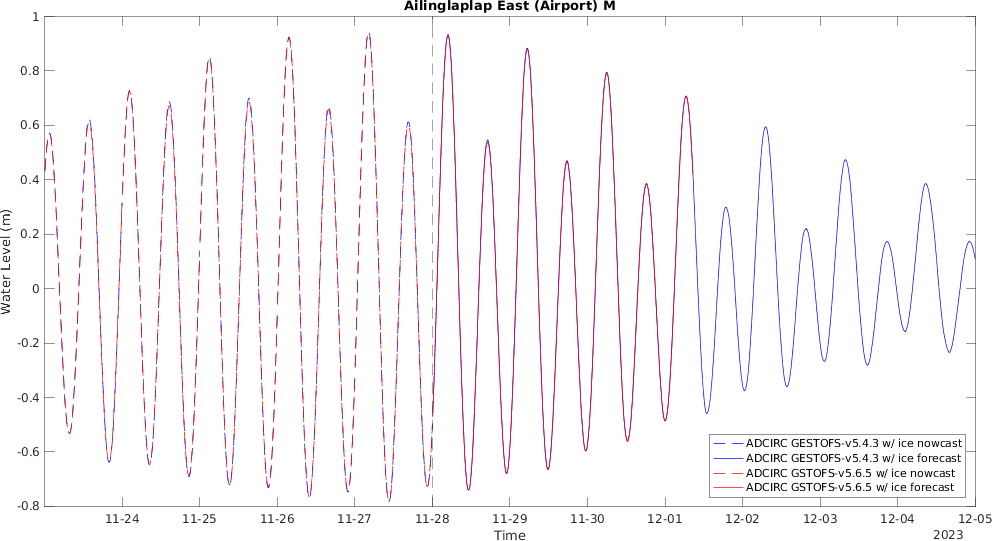 Ailinglaplap East (Airport) M
Water Level (m)
1
0.8
0.6
0.4
0.2
0
-0.2
-0.4
-0.6
-0.8
ADCIRC GESTOFS-v5.4.3 w/ ice nowcast
ADCIRC GESTOFS-v5.4.3 w/ ice forecast
ADCIRC GSTOFS-v5.6.5 w/ ice nowcast
ADCIRC GSTOFS-v5.6.5 w/ ice forecast
11-24 11-25 11-26 11-27 11-28 11-29 11-30 12-01 12-02 12-03 12-04 12-05
Time
2023